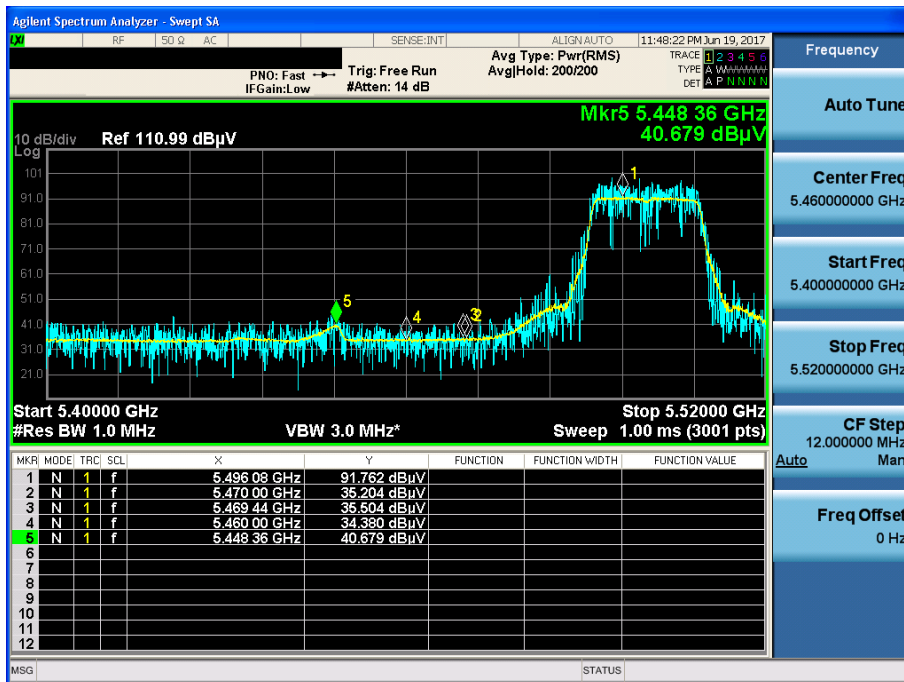 Agilent Spectrum Analyzer - Swept SA
LXI RF 50 Ω AC SENSE:INT ALIGN AUTO 11:48:22 PM Jun 19, 2017
PNO: Fast Trig: Free Run Avg Type: Pwr(RMS) TRACE 1 2 3 4 5 6
IFGain:Low #Atten: 14 dB Avg|Hold: 200/200 TYPE A W
DET A P N N N N
Mkr5 5.448 36 GHz
40.679 dBµV
10 dB/div Ref 110.99 dBµV
Log
101
91.0
81.0
71.0
61.0
51.0
41.0
31.0
21.0
1
5
4
3
2
Start 5.40000 GHz Stop 5.52000 GHz
#Res BW 1.0 MHz VBW 3.0 MHz* Sweep 1.00 ms (3001 pts)
MKR MODE TRC SCL X Y FUNCTION FUNCTION WIDTH FUNCTION VALUE
1 N 1 f 5.496 08 GHz 91.762 dBµV
2 N 1 f 5.470 00 GHz 35.204 dBµV
3 N 1 f 5.469 44 GHz 35.504 dBµV
4 N 1 f 5.460 00 GHz 34.380 dBµV
5 N 1 f 5.448 36 GHz 40.679 dBµV
6
7
8
9
10
11
12
MSG STATUS
Frequency
Auto Tune
Center Freq
5.460000000 GHz
Start Freq
5.400000000 GHz
Stop Freq
5.520000000 GHz
CF Step
12.000000 MHz
Auto Man
Freq Offset
0 Hz